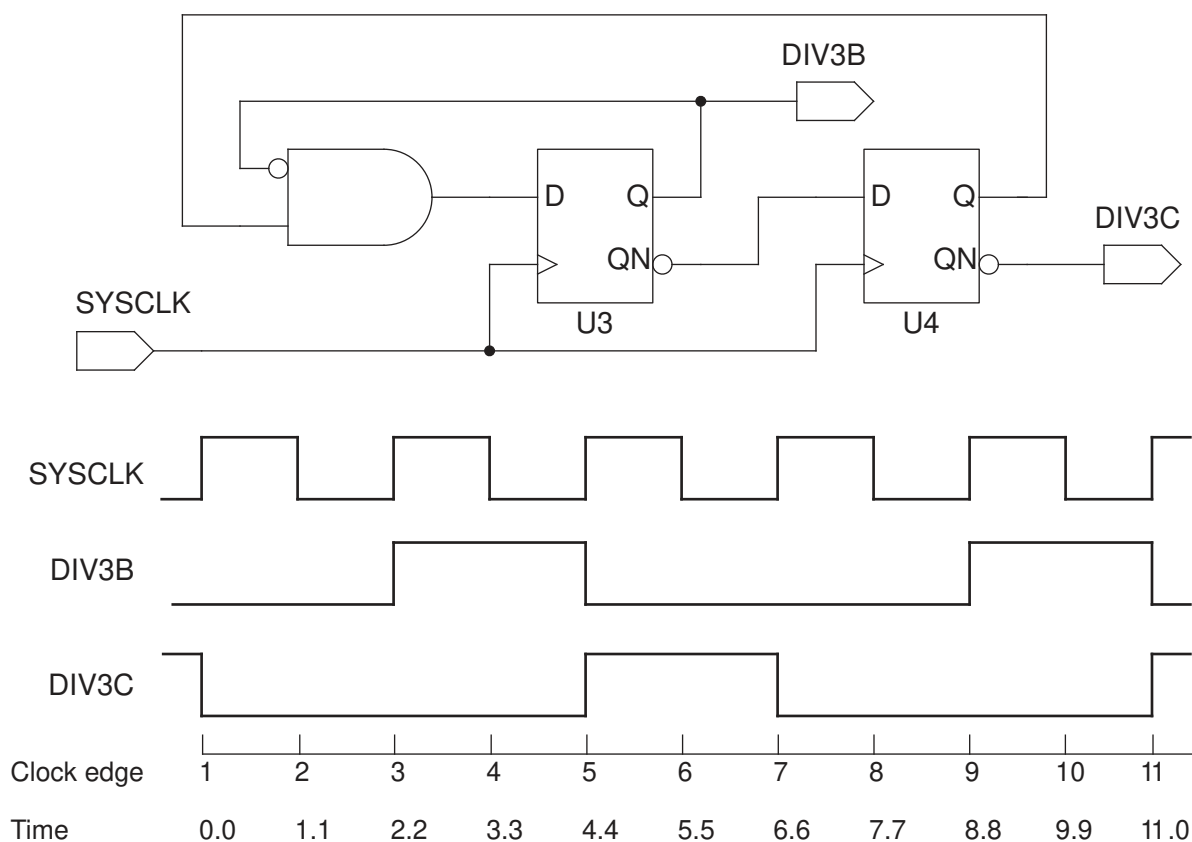 DIV3B
D Q D Q
DIV3C
QN QN
SYSCLK
U3 U4
SYSCLK
DIV3B
DIV3C
Clock edge 1 2 3 4 5 6 7 8 9 10 11
Time 0.0 1.1 2.2 3.3 4.4 5.5 6.6 7.7 8.8 9.9 11.0